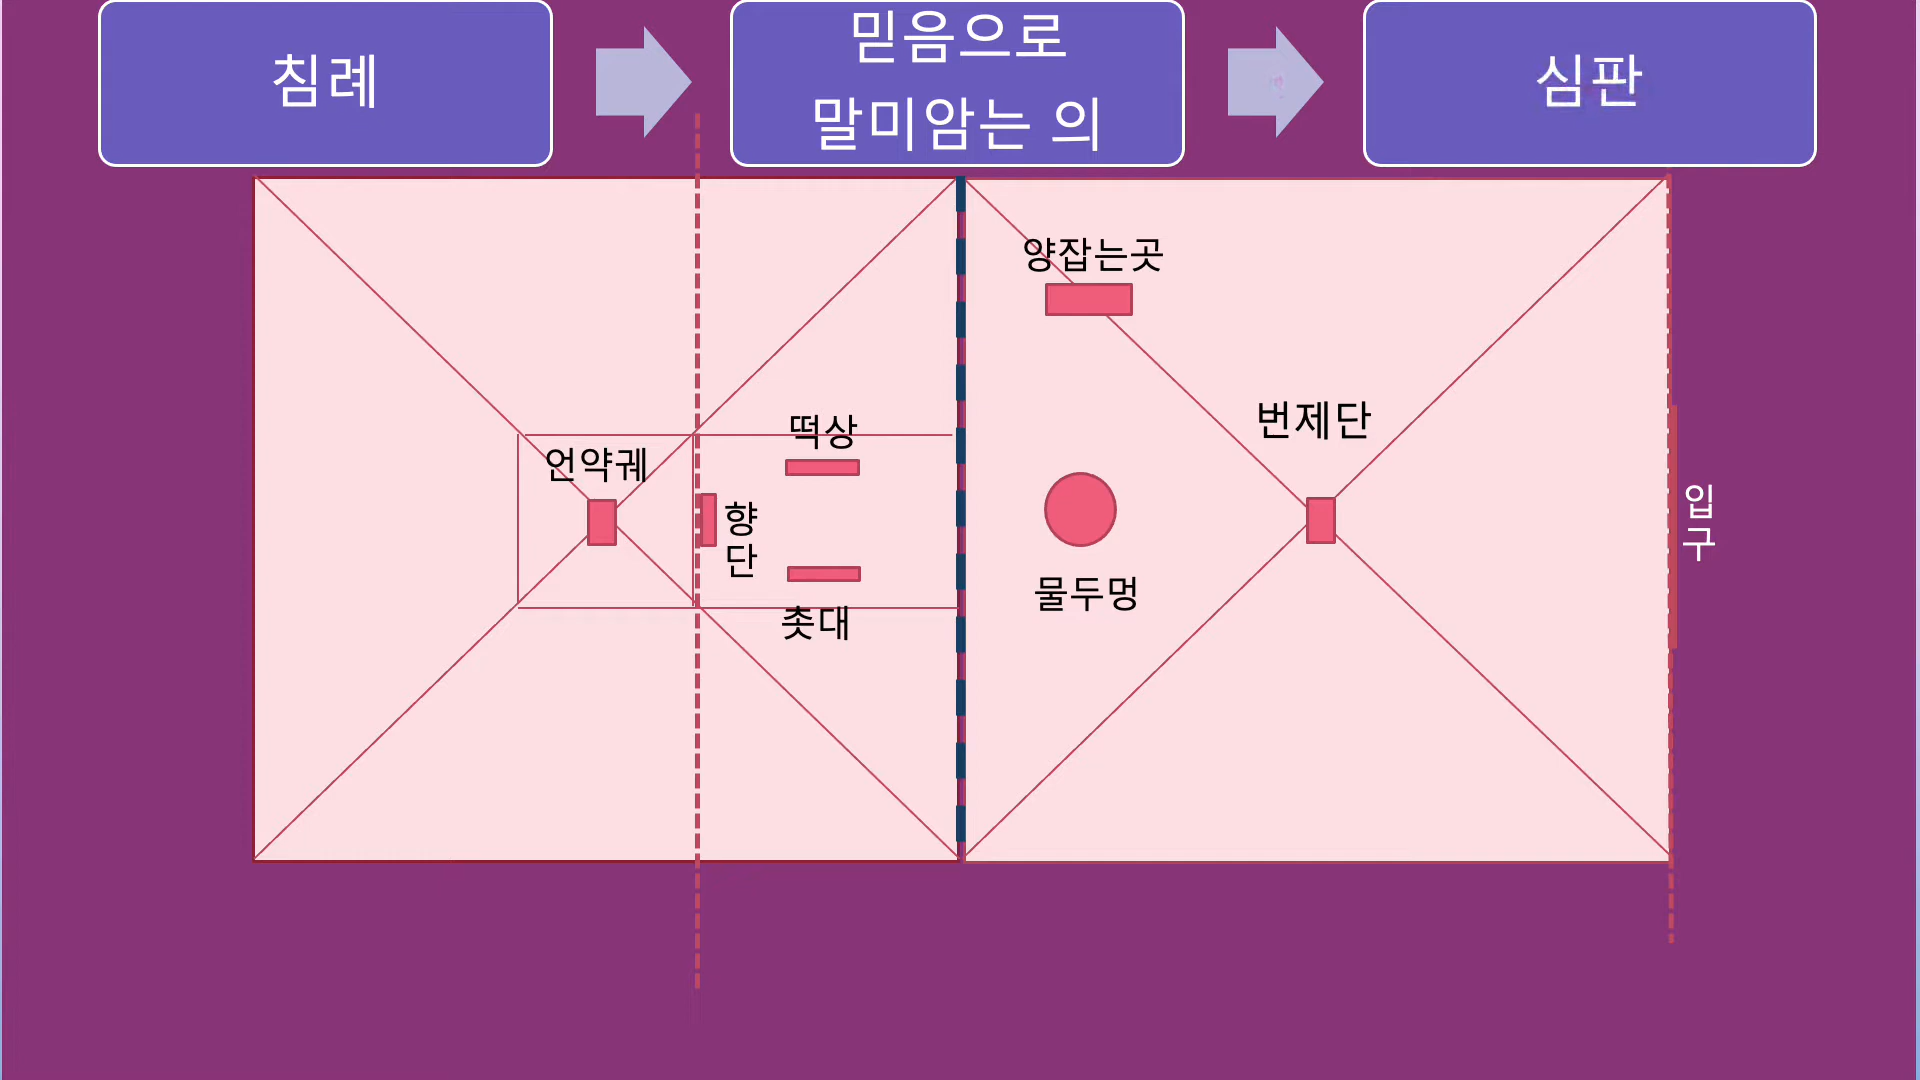 침례
믿음으로
말미암는 의
심판
양잡는곳
번제단
떡상
언약궤
향
단
물두멍
촛대
입
구